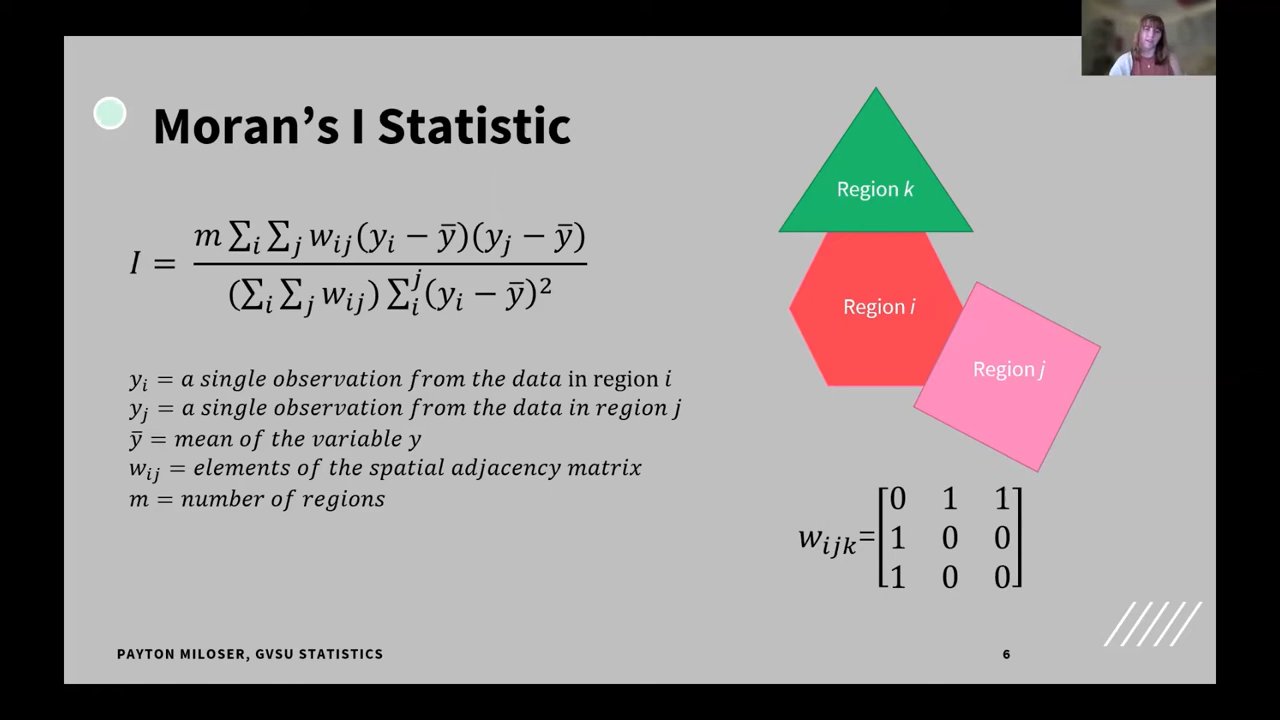 Moran's I Statistic
I = m ∑ᵢ ∑ⱼ wᵢⱼ(yᵢ − ȳ)(yⱼ − ȳ) / (∑ᵢ ∑ⱼ wᵢⱼ) ∑ᵢʲ(yᵢ − ȳ)²
yᵢ = a single observation from the data in region i
yⱼ = a single observation from the data in region j
ȳ = mean of the variable y
wᵢⱼ = elements of the spatial adjacency matrix
m = number of regions
Region k
Region i
Region j
wᵢⱼₖ=
0 1 1
1 0 0
1 0 0
PAYTON MILOSER, GVSU STATISTICS
6